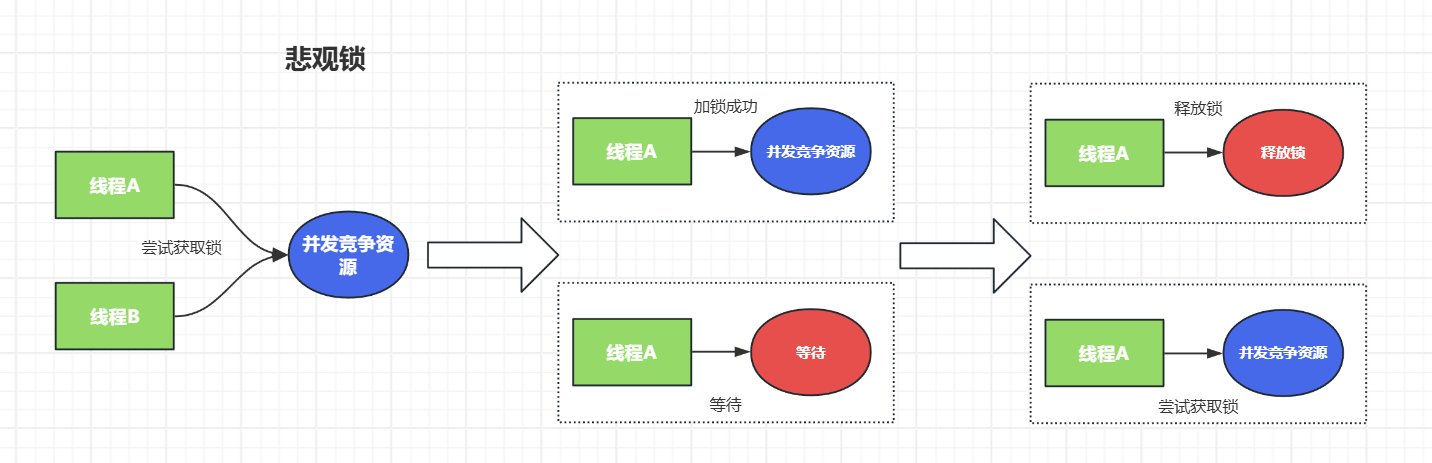 悲观锁
线程A
尝试获取锁
线程B
并发竞争资
源
加锁成功
线程A
并发竞争资源
线程A
等待
等待
释放锁
线程A
释放锁
线程A
并发竞争资源
尝试获取锁